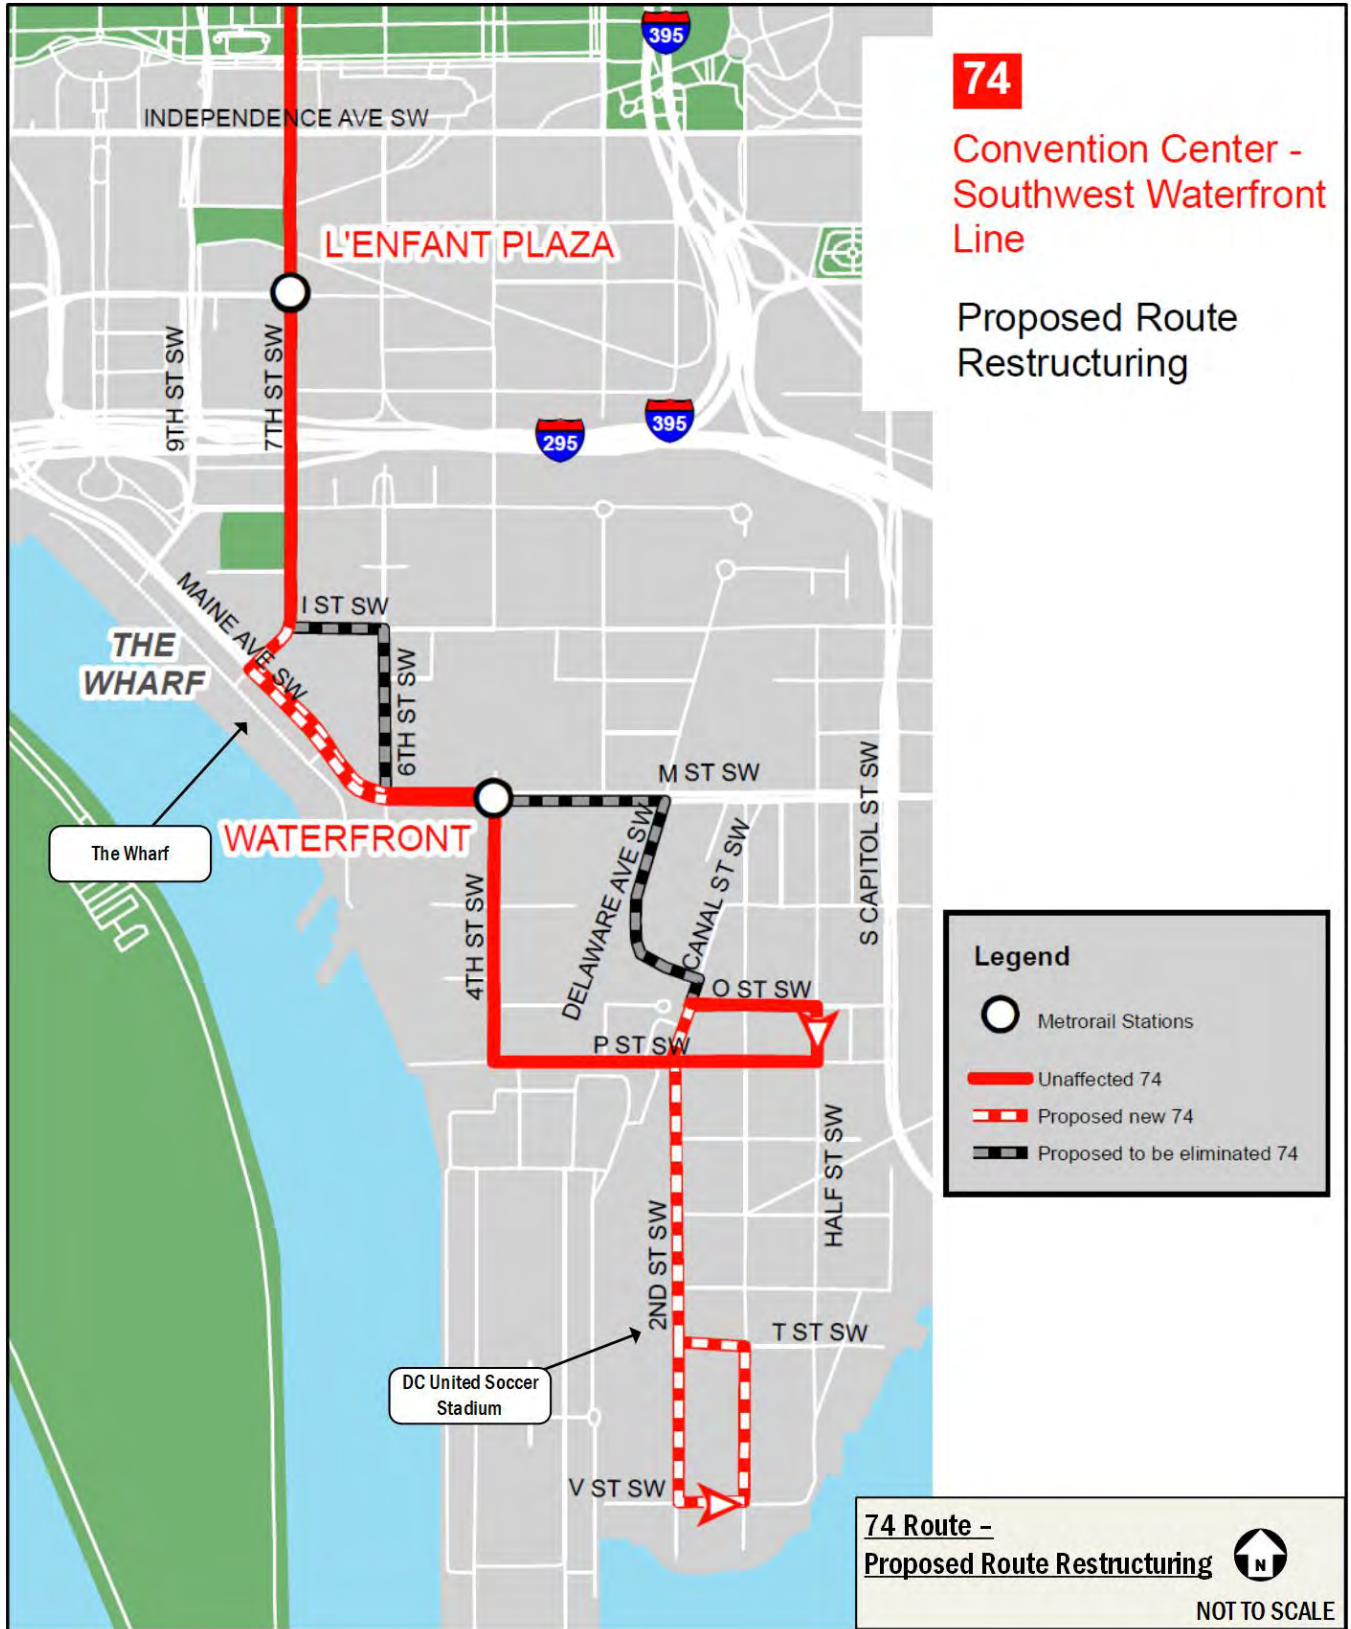 395
74
Convention Center -
Southwest Waterfront
Line
Proposed Route
Restructuring
INDEPENDENCE AVE SW
L'ENFANT PLAZA
9TH ST SW
7TH ST SW
295
395
I ST SW
MAINE AVE SW
THE
WHARF
6TH ST SW
The Wharf
WATERFRONT
M ST SW
S CAPITOL ST SW
DELAWARE AVE SW
CANAL ST SW
4TH ST SW
O ST SW
P ST SW
HALF ST SW
2ND ST SW
T ST SW
DC United Soccer
Stadium
V ST SW
Legend
Metrorail Stations
Unaffected 74
Proposed new 74
Proposed to be eliminated 74
74 Route –
Proposed Route Restructuring
N
NOT TO SCALE